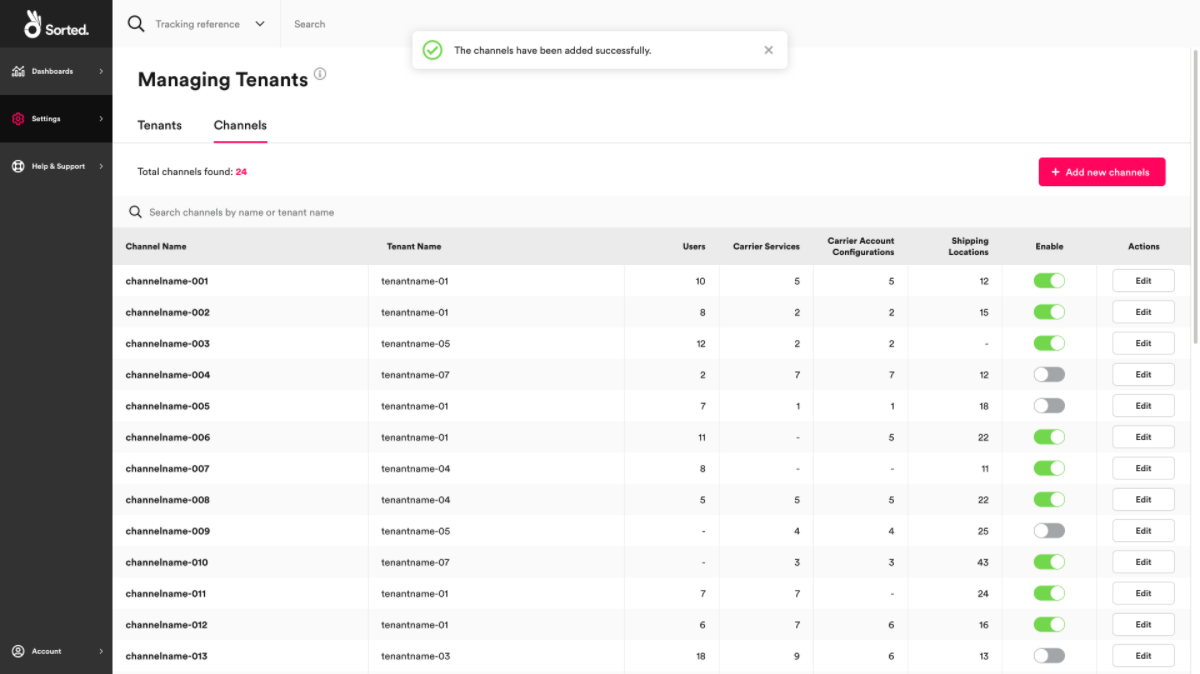 Sorted.
Tracking reference Search
The channels have been added successfully.
Dashboards
Settings
Help & Support
Account
Managing Tenants
Tenants Channels
Total channels found: 24
+ Add new channels
Search channels by name or tenant name
Channel Name Tenant Name Users Carrier Services Carrier Account Configurations Shipping Locations Enable Actions
channelname-001 tenantname-01 10 5 5 12 Edit
channelname-002 tenantname-01 8 2 2 15 Edit
channelname-003 tenantname-05 12 2 2 - Edit
channelname-004 tenantname-07 2 7 7 12 Edit
channelname-005 tenantname-01 7 1 1 18 Edit
channelname-006 tenantname-01 11 - 5 22 Edit
channelname-007 tenantname-04 8 - - 11 Edit
channelname-008 tenantname-04 5 5 5 22 Edit
channelname-009 tenantname-05 - 4 4 25 Edit
channelname-010 tenantname-07 - 3 3 43 Edit
channelname-011 tenantname-01 7 7 - 24 Edit
channelname-012 tenantname-01 6 7 6 16 Edit
channelname-013 tenantname-03 18 9 6 13 Edit